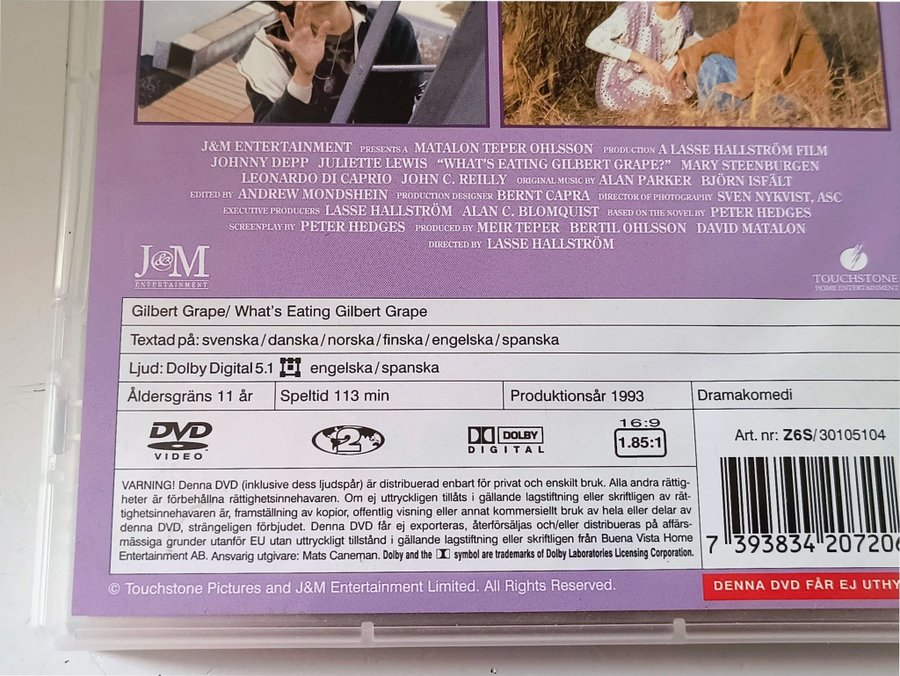 J&M ENTERTAINMENT PRESENTS A MATALON TEPER OHLSSON PRODUCTION A LASSE HALLSTRÖM FILM
JOHNNY DEPP JULIETTE LEWIS "WHAT'S EATING GILBERT GRAPE?" MARY STEENBURGEN
LEONARDO DI CAPRIO JOHN C. REILLY ORIGINAL MUSIC BY ALAN PARKER BJÖRN ISFÄLT
EDITED BY ANDREW MONDSHEIN PRODUCTION DESIGNER BERNT CAPRA DIRECTOR OF PHOTOGRAPHY SVEN NYKVIST, ASC
EXECUTIVE PRODUCERS LASSE HALLSTRÖM ALAN C. BLOMQUIST BASED ON THE NOVEL BY PETER HEDGES
SCREENPLAY BY PETER HEDGES PRODUCED BY MEIR TEPER BERTIL OHLSSON DAVID MATALON
DIRECTED BY LASSE HALLSTRÖM
J&M
ENTERTAINMENT
TOUCHSTONE
HOME ENTERTAINMENT
Gilbert Grape/ What's Eating Gilbert Grape
Textad på: svenska/danska/norska/finska/engelska/spanska
Ljud: Dolby Digital 5.1 engelska/spanska
Åldersgräns 11 år Speltid 113 min Produktionsår 1993 Dramakomedi
DVD
VIDEO
2
DOLBY
DIGITAL
16:9
1.85:1
Art. nr: Z6S/30105104
VARNING! Denna DVD (inklusive dess ljudspår) är distribuerad enbart för privat och enskilt bruk. Alla andra rättig-
heter är förbehållna rättighetsinnehavaren. Om ej uttryckligen tillåts i gällande lagstiftning eller skriftligen av rät-
tighetsinnehavaren är, framställning av kopior, offentlig visning eller annat kommersiellt bruk av hela eller delar av
denna DVD, strängeligen förbjudet. Denna DVD får ej exporteras, återförsäljas och/eller distribueras på affärs-
mässiga grunder utanför EU utan uttryckligt tillstånd i gällande lagstiftning eller skriftligen från Buena Vista Home
Entertainment AB. Ansvarig utgivare: Mats Caneman. Dolby and the symbol are trademarks of Dolby Laboratories Licensing Corporation.
7 393834 207206
© Touchstone Pictures and J&M Entertainment Limited. All Rights Reserved.
DENNA DVD FÅR EJ UTHY